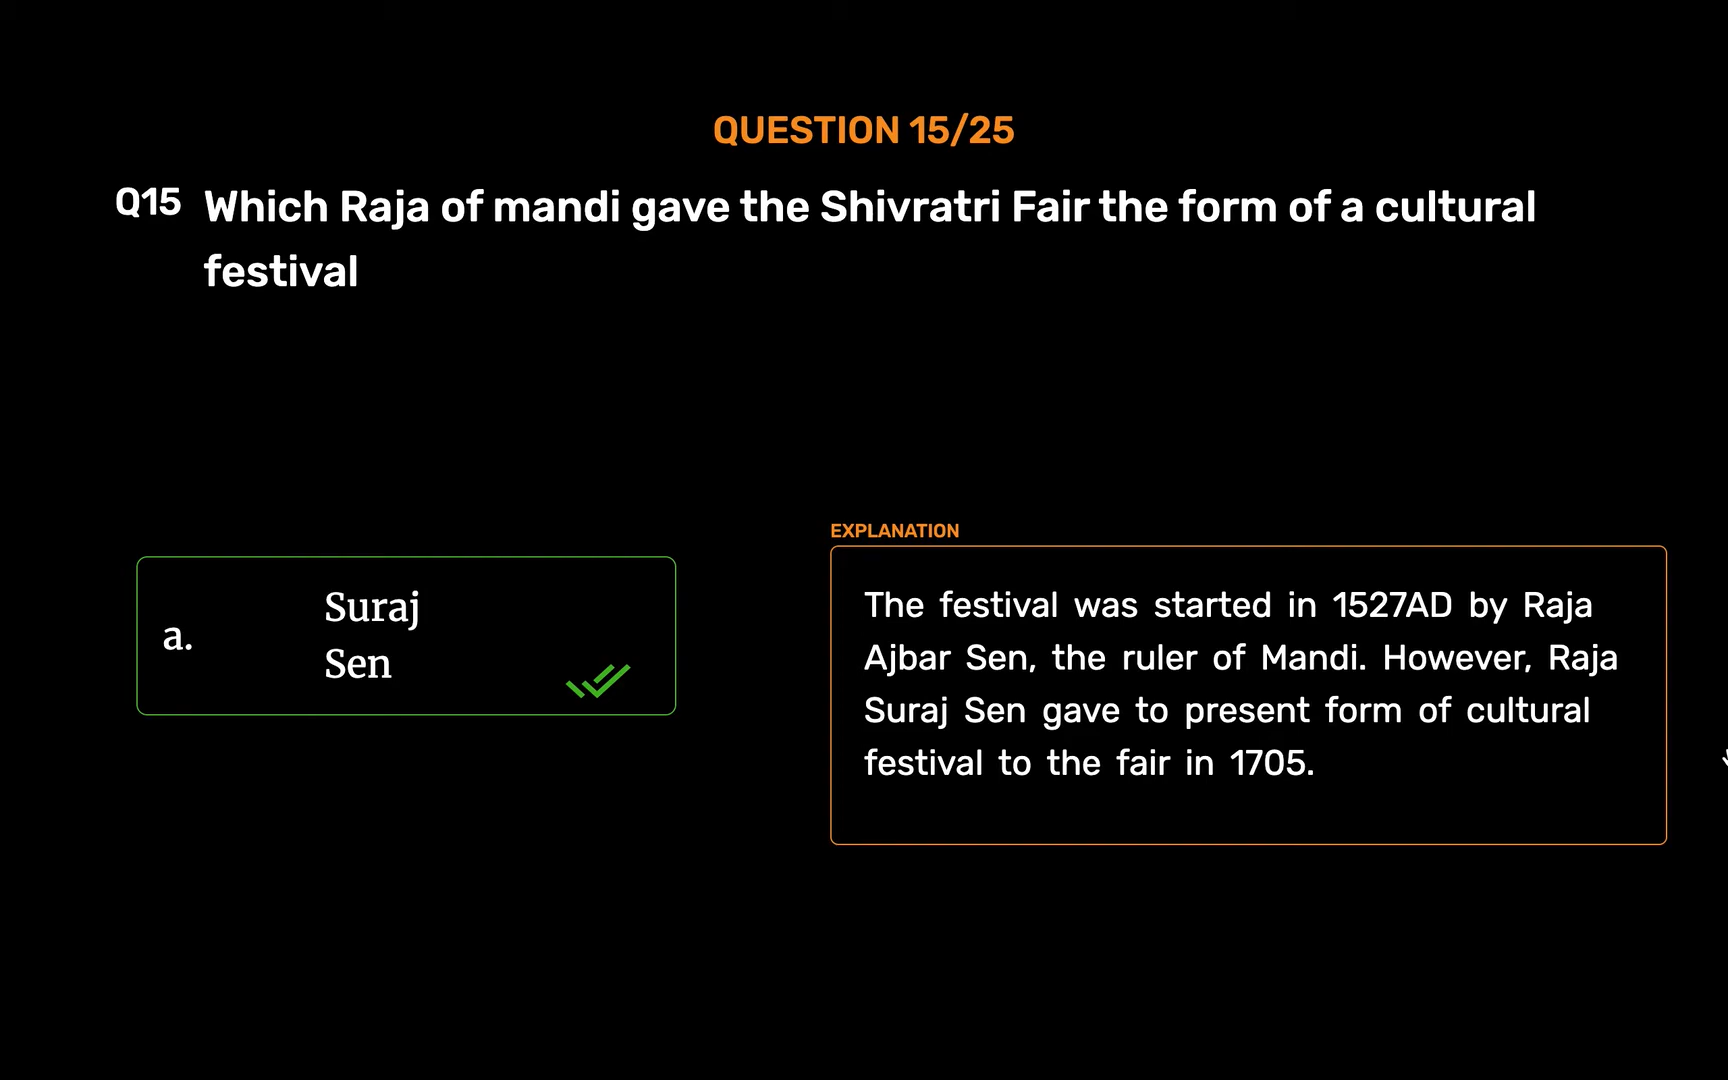 QUESTION 15/25
Q15 Which Raja of mandi gave the Shivratri Fair the form of a cultural
festival
a. Suraj
Sen
EXPLANATION
The festival was started in 1527AD by Raja
Ajbar Sen, the ruler of Mandi. However, Raja
Suraj Sen gave to present form of cultural
festival to the fair in 1705.